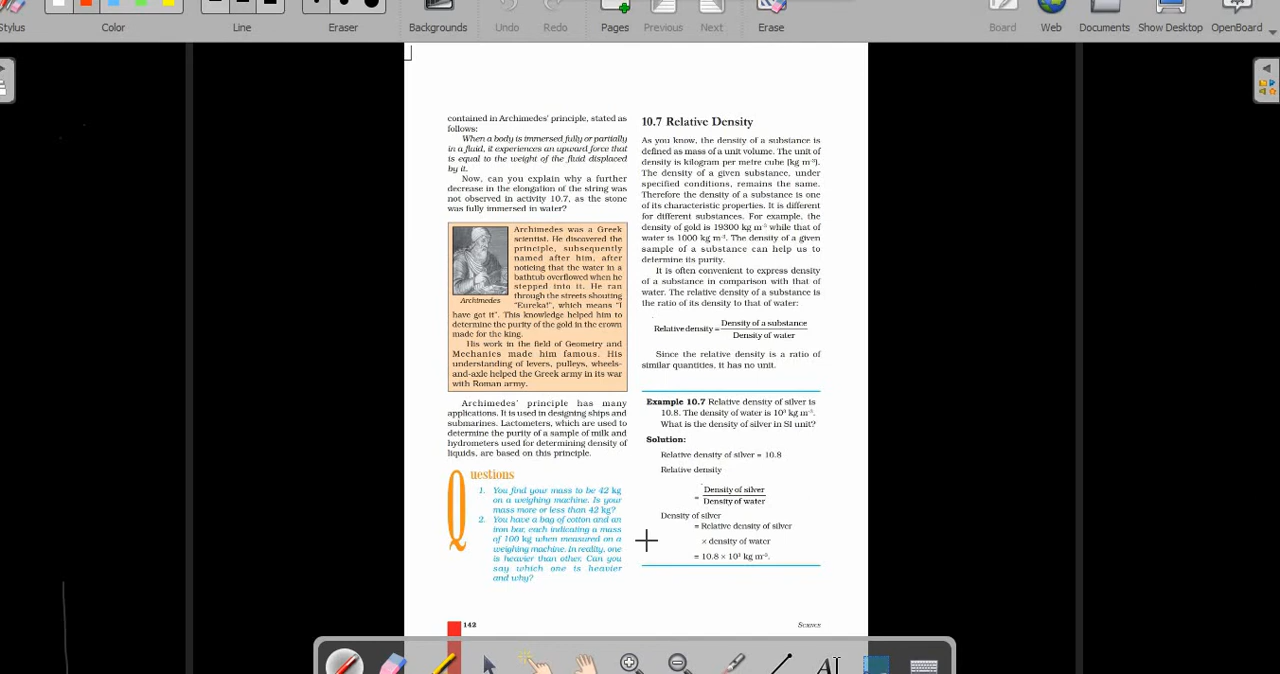 Stylus
Color
Line
Eraser
Backgrounds
Undo
Redo
Pages
Previous
Next
Erase
Board
Web
Documents
Show Desktop
OpenBoard
contained in Archimedes' principle, stated as
follows:
When a body is immersed fully or partially
in a fluid, it experiences an upward force that
is equal to the weight of the fluid displaced
by it.
Now, can you explain why a further
decrease in the elongation of the string was
not observed in activity 10.7, as the stone
was fully immersed in water?
Archimedes was a Greek
scientist. He discovered the
principle, subsequently
named after him, after
noticing that the water in a
bathtub overflowed when he
stepped into it. He ran
through the streets shouting
"Eureka!", which means "I
have got it". This knowledge helped him to
determine the purity of the gold in the crown
made for the king.
Archimedes
His work in the field of Geometry and
Mechanics made him famous. His
understanding of levers, pulleys, wheels-
and-axle helped the Greek army in its war
with Roman army.
Archimedes' principle has many
applications. It is used in designing ships and
submarines. Lactometers, which are used to
determine the purity of a sample of milk and
hydrometers used for determining density of
liquids, are based on this principle.
Questions
1. You find your mass to be 42 kg
on a weighing machine. Is your
mass more or less than 42 kg?
2. You have a bag of cotton and an
iron bar, each indicating a mass
of 100 kg when measured on a
weighing machine. In reality, one
is heavier than other. Can you
say which one is heavier
and why?
10.7 Relative Density
As you know, the density of a substance is
defined as mass of a unit volume. The unit of
density is kilogram per metre cube (kg m⁻³).
The density of a given substance, under
specified conditions, remains the same.
Therefore the density of a substance is one
of its characteristic properties. It is different
for different substances. For example, the
density of gold is 19300 kg m⁻³ while that of
water is 1000 kg m⁻³. The density of a given
sample of a substance can help us to
determine its purity.
It is often convenient to express density
of a substance in comparison with that of
water. The relative density of a substance is
the ratio of its density to that of water:
Relative density = Density of a substance
Density of water
Since the relative density is a ratio of
similar quantities, it has no unit.
Example 10.7 Relative density of silver is
10.8. The density of water is 10³ kg m⁻³.
What is the density of silver in SI unit?
Solution:
Relative density of silver = 10.8
Relative density
= Density of silver
Density of water
Density of silver
= Relative density of silver
× density of water
= 10.8 × 10³ kg m⁻³.
142
SCIENCE